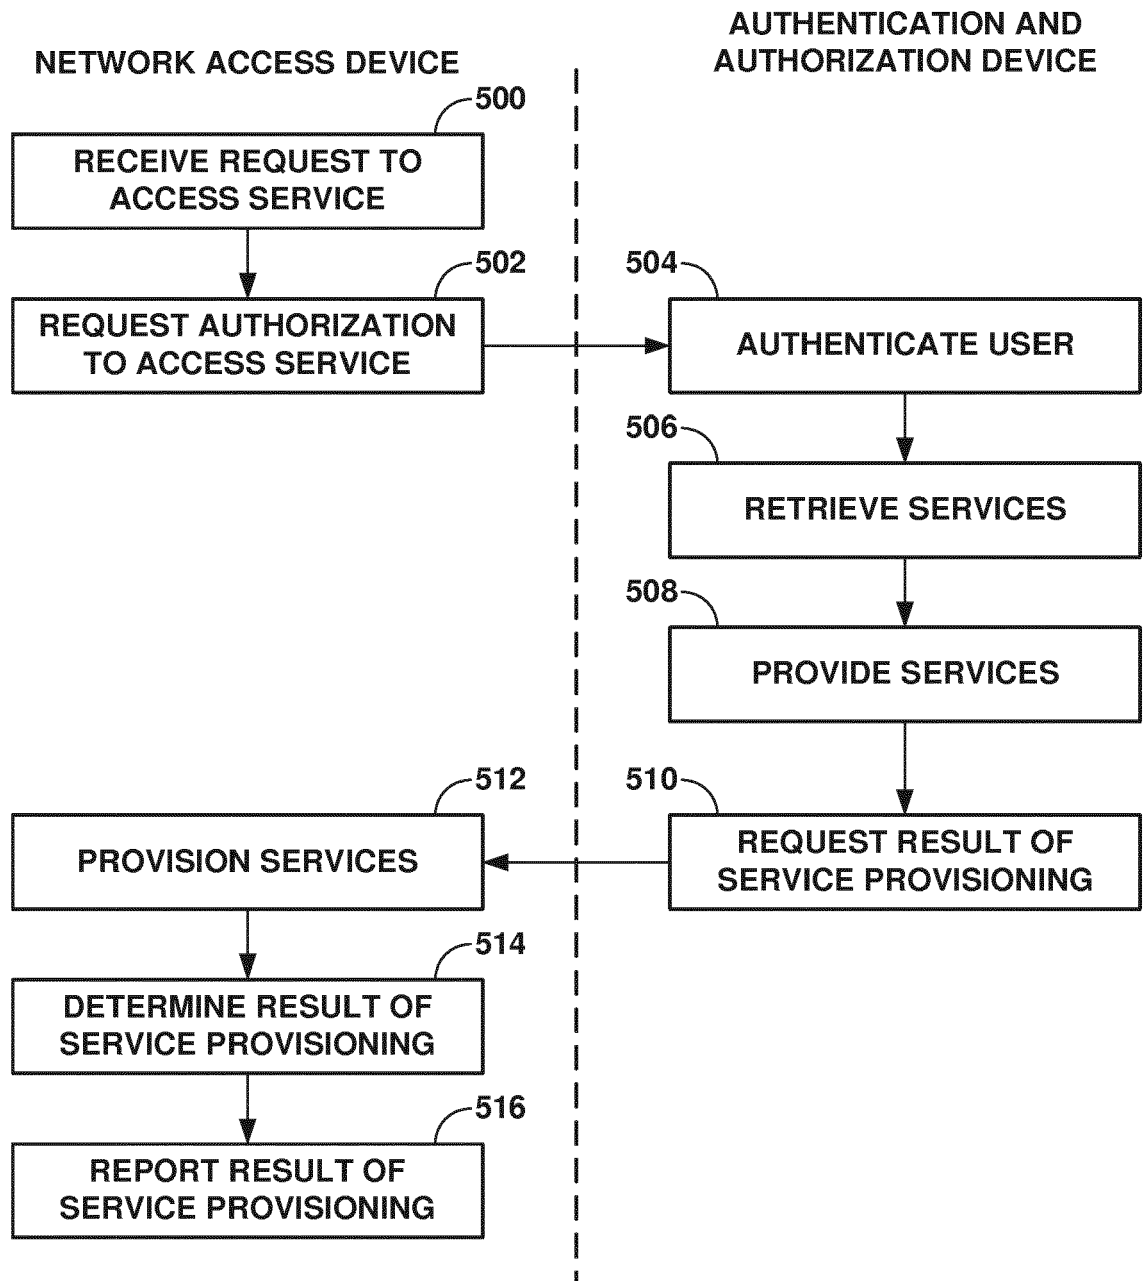 NETWORK ACCESS DEVICE
AUTHENTICATION AND
AUTHORIZATION DEVICE
500
RECEIVE REQUEST TO
ACCESS SERVICE
502
REQUEST AUTHORIZATION
TO ACCESS SERVICE
504
AUTHENTICATE USER
506
RETRIEVE SERVICES
508
PROVIDE SERVICES
510
REQUEST RESULT OF
SERVICE PROVISIONING
512
PROVISION SERVICES
514
DETERMINE RESULT OF
SERVICE PROVISIONING
516
REPORT RESULT OF
SERVICE PROVISIONING